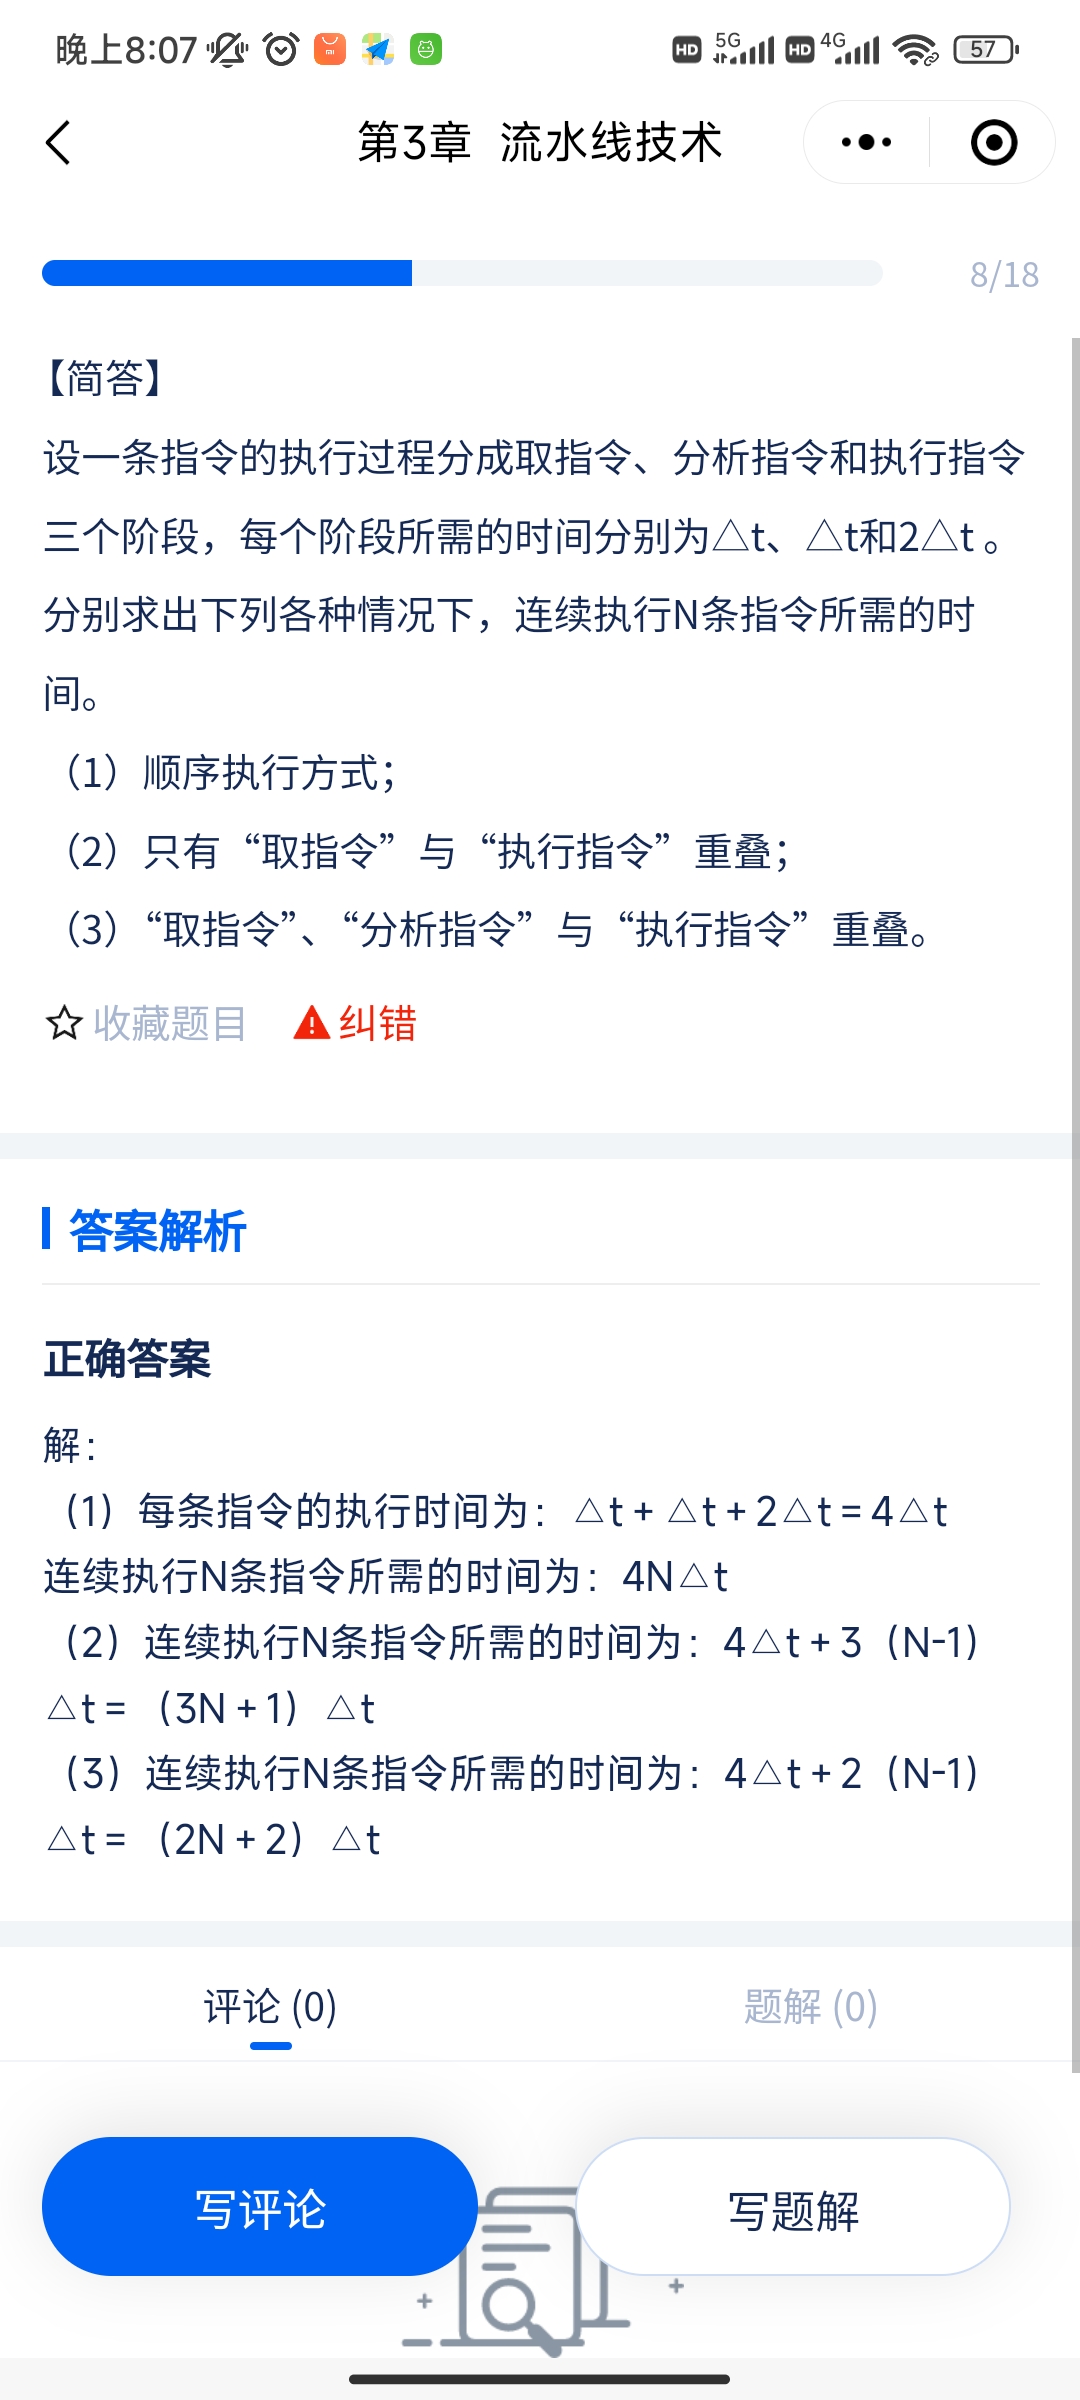 晚上8:07 HD 5G HD 4G 57
第3章 流水线技术
8/18
【简答】
设一条指令的执行过程分成取指令、分析指令和执行指令
三个阶段，每个阶段所需的时间分别为△t、△t和2△t 。
分别求出下列各种情况下，连续执行N条指令所需的时
间。
（1）顺序执行方式；
（2）只有“取指令”与“执行指令”重叠；
（3）“取指令”、“分析指令”与“执行指令”重叠。
收藏题目 纠错
答案解析
正确答案
解：
（1）每条指令的执行时间为：△t + △t + 2△t = 4△t
连续执行N条指令所需的时间为：4N△t
（2）连续执行N条指令所需的时间为：4△t + 3（N-1）
△t = （3N + 1）△t
（3）连续执行N条指令所需的时间为：4△t + 2（N-1）
△t = （2N + 2）△t
评论 (0) 题解 (0)
写评论 写题解